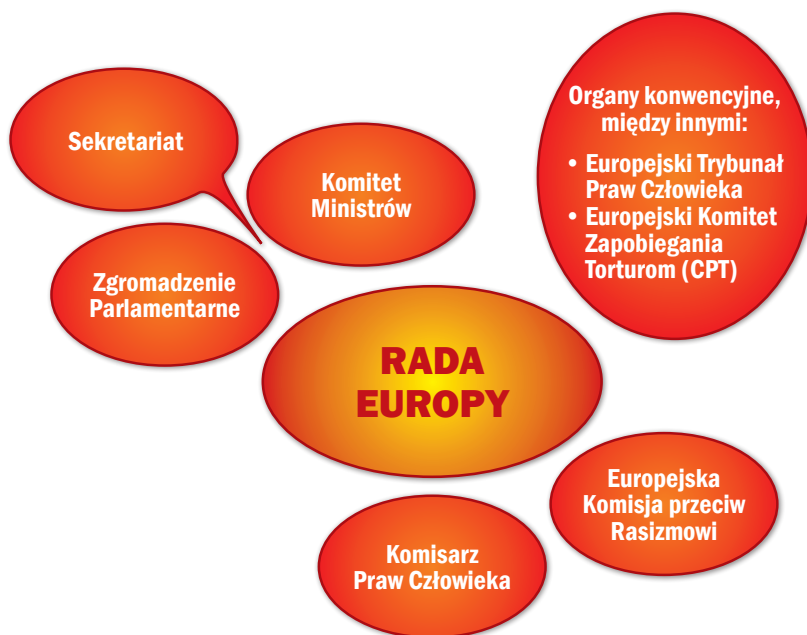 Sekretariat
Komitet
Ministrów
Organy konwencyjne,
między innymi:
• Europejski Trybunał
Praw Człowieka
• Europejski Komitet
Zapobiegania
Torturom (CPT)
Zgromadzenie
Parlamentarne
RADA
EUROPY
Europejska
Komisja przeciw
Rasizmowi
Komisarz
Praw Człowieka